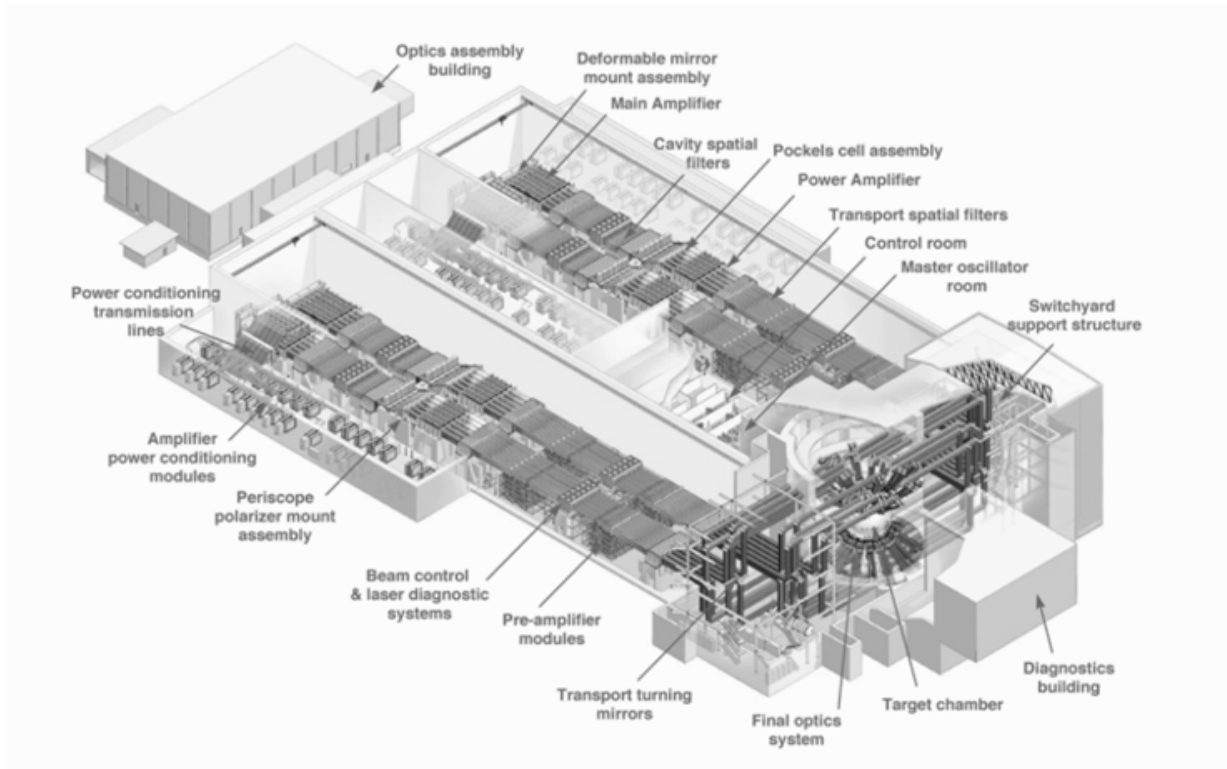 Optics assembly
building
Deformable mirror
mount assembly
Main Amplifier
Cavity spatial
filters
Pockels cell assembly
Power Amplifier
Transport spatial filters
Control room
Master oscillator
room
Switchyard
support structure
Power conditioning
transmission
lines
Amplifier
power conditioning
modules
Periscope
polarizer mount
assembly
Beam control
& laser diagnostic
systems
Pre-amplifier
modules
Transport turning
mirrors
Final optics
system
Target chamber
Diagnostics
building